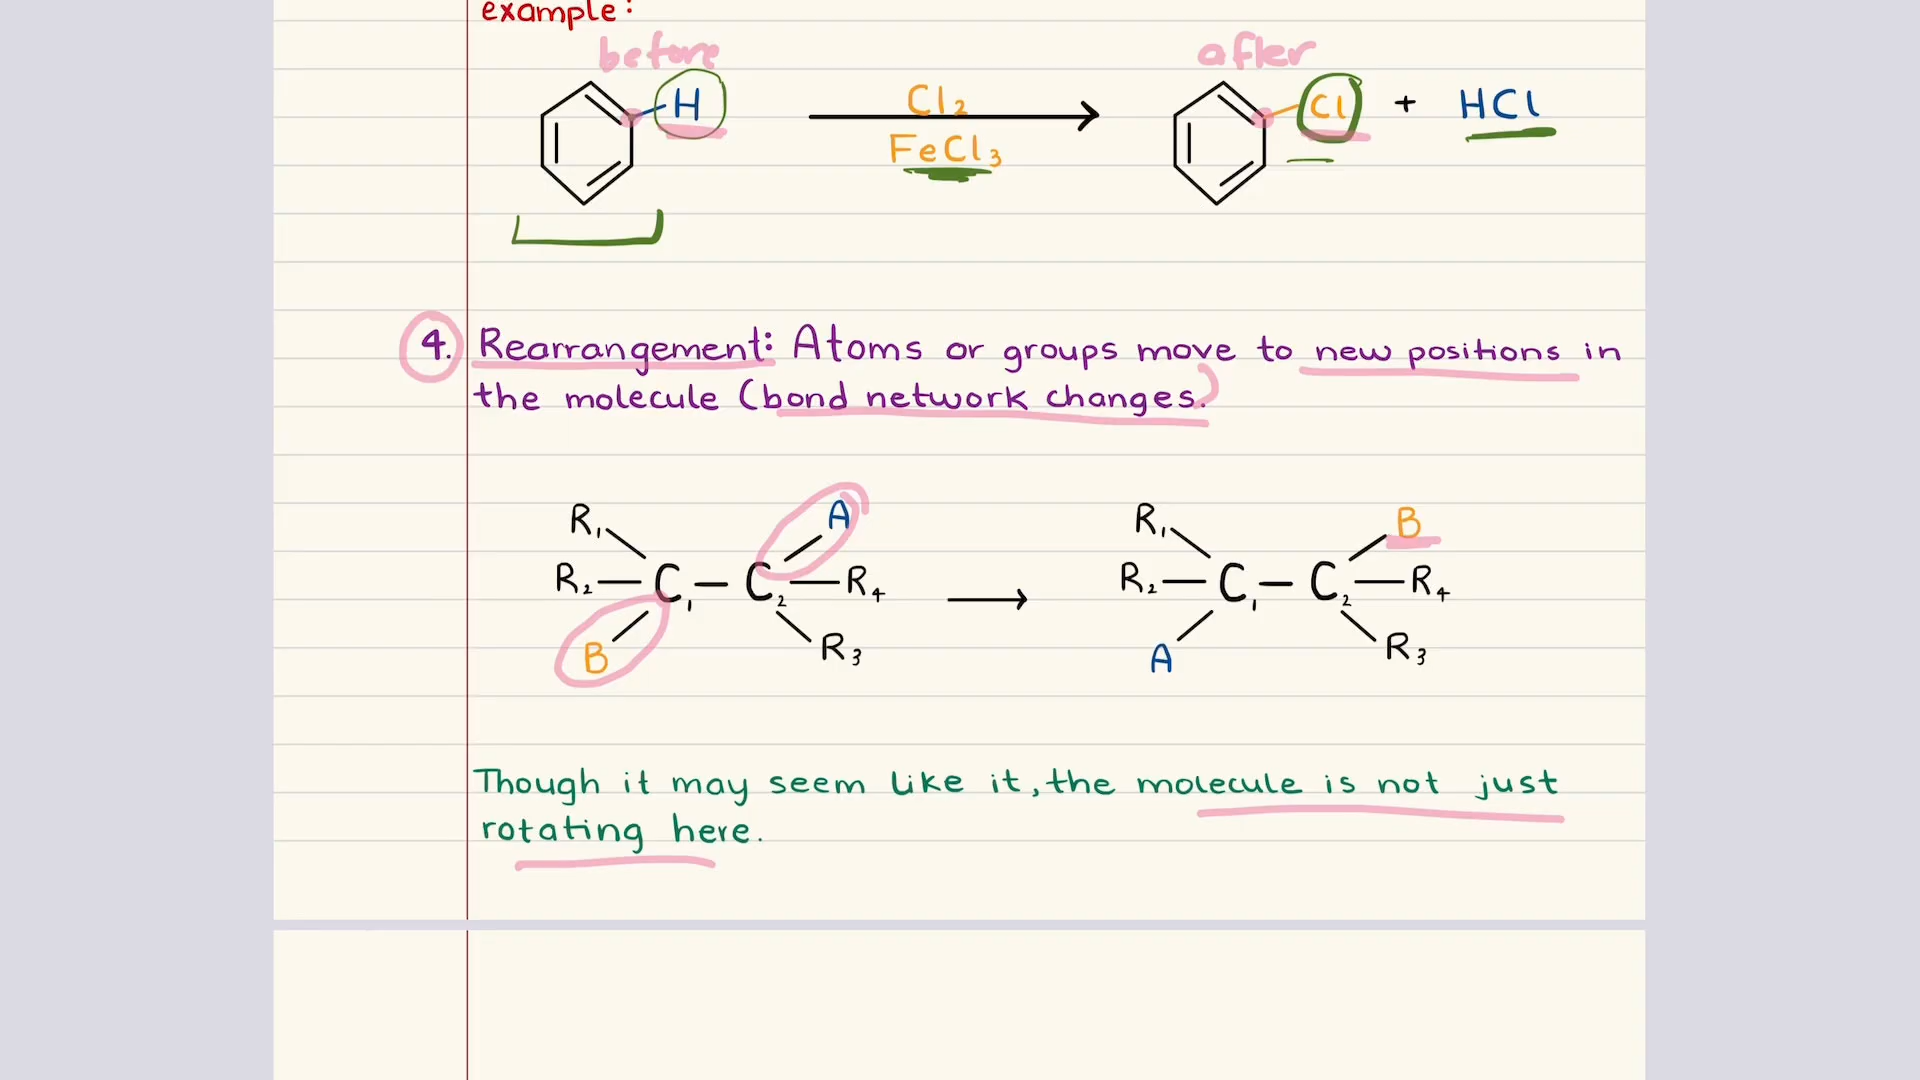 example:
before
after
H
Cl₂
FeCl₃
Cl + HCl
4. Rearrangement: Atoms or groups move to new positions in
the molecule (bond network changes.)
R₁ A
R₂—C₁—C₂—R₄
B R₃
→
R₁ B
R₂—C₁—C₂—R₄
A R₃
Though it may seem like it, the molecule is not just
rotating here.